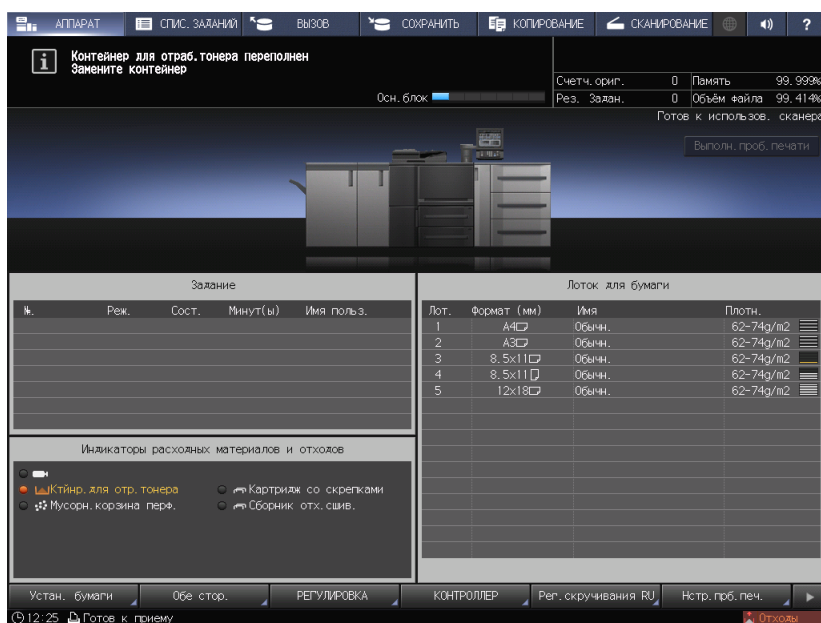 АППАРАТ СПИС. ЗАДАНИЙ ВЫЗОВ СОХРАНИТЬ КОПИРОВАНИЕ СКАНИРОВАНИЕ ?
Контейнер для отраб.тонера переполнен
Замените контейнер
Осн.блок
Счетч.ориг. 0 Память 99.999%
Рез. Задан. 0 Объём файла 99.414%
Готов к использов. сканера
Выполн.проб.печати
Задание
№. Реж. Сост. Минут(ы) Имя польз.
Лоток для бумаги
Лот. Формат (мм) Имя Плотн.
1 A4 Обычн. 62-74g/m2
2 A3 Обычн. 62-74g/m2
3 8.5x11 Обычн. 62-74g/m2
4 8.5x11 Обычн. 62-74g/m2
5 12x18 Обычн. 62-74g/m2
Индикаторы расходных материалов и отходов
Ктйнр.для отр.тонера Картридж со скрепками
Мусорн.корзина перф. Сборник отх.сшив.
Устан. бумаги Обе стор. РЕГУЛИРОВКА КОНТРОЛЛЕР Рег.скручивания RU Нстр.прб.печ.
12:25 Готов к приему Отходы